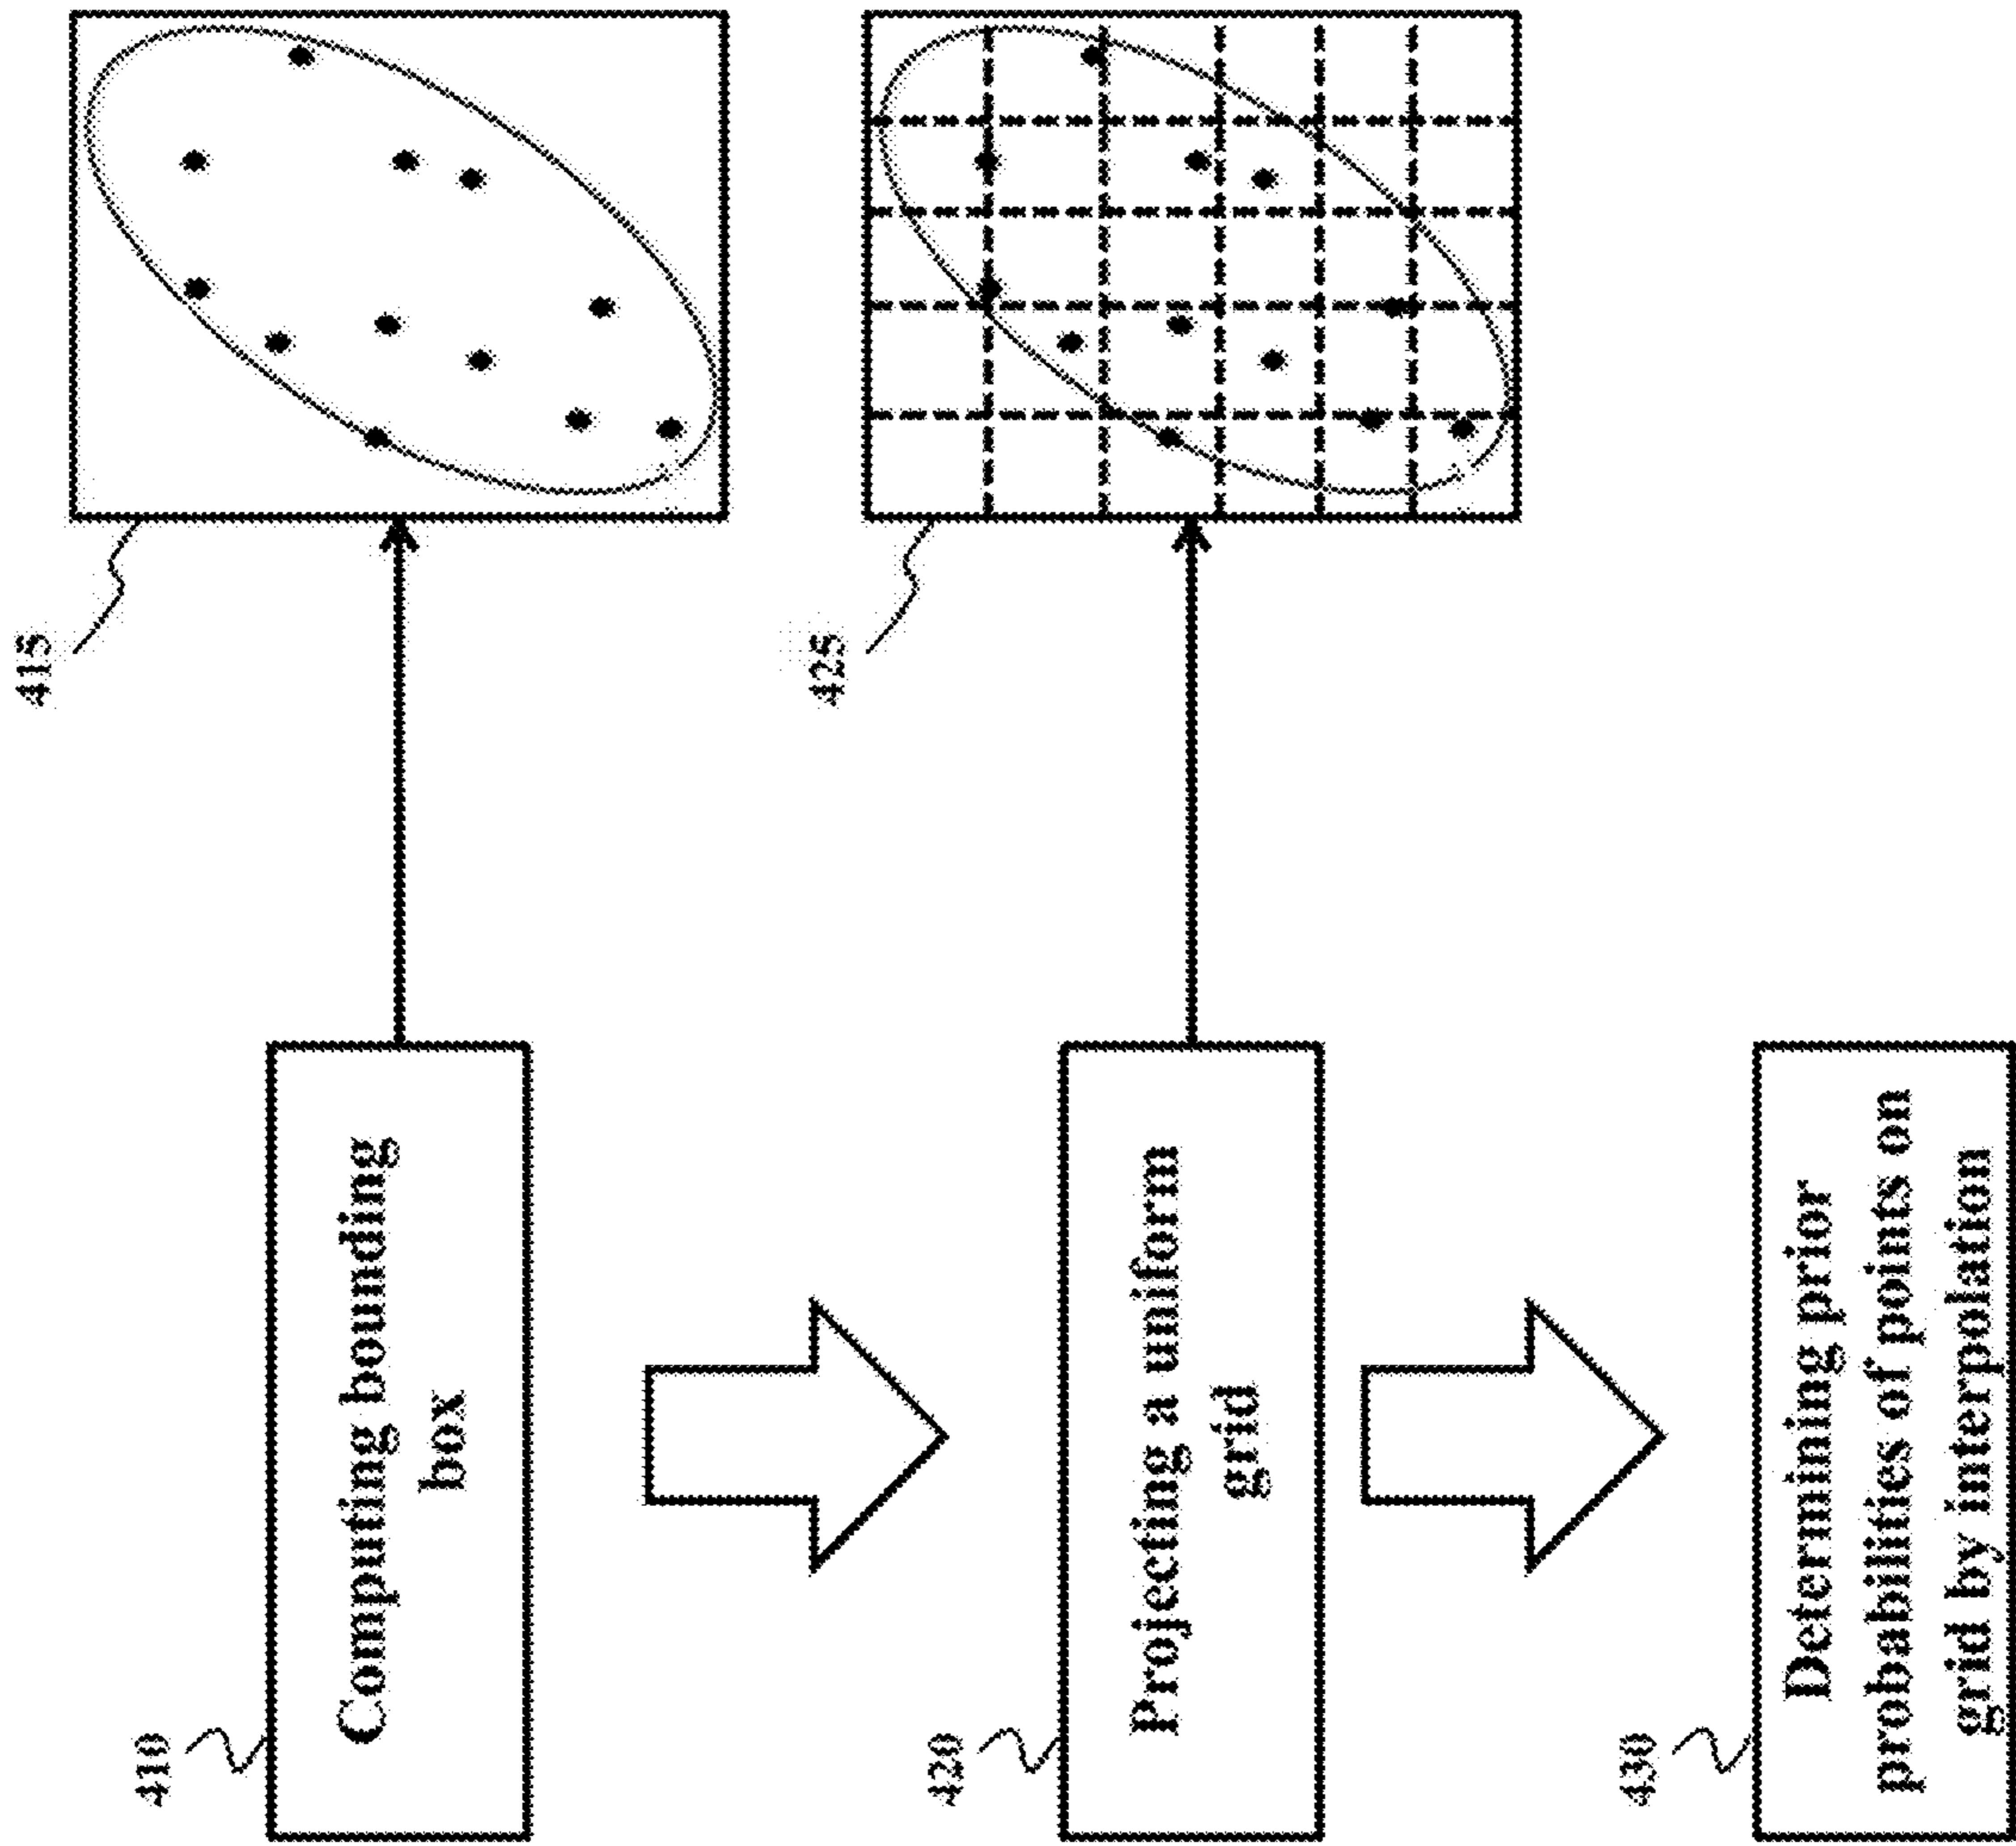 410
Computing bounding
box
415
420
Projecting a uniform
grid
425
430
Determining prior
probabilities of points on
grid by interpolation